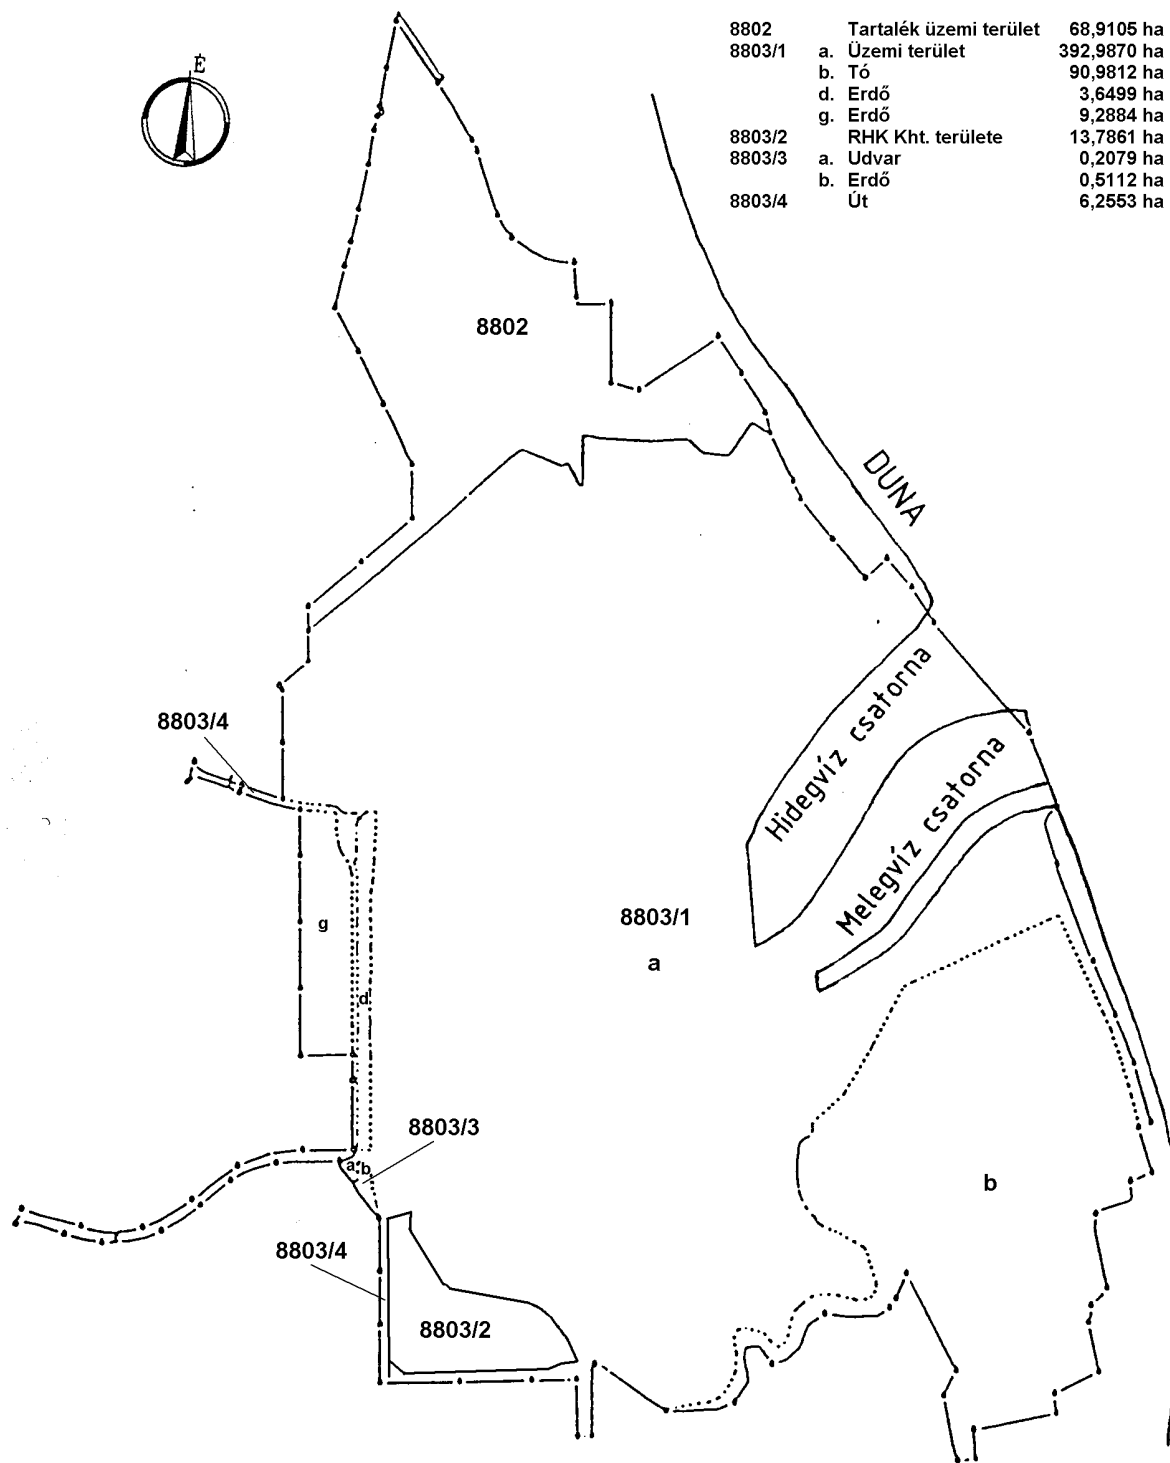 É
8802 Tartalék üzemi terület 68,9105 ha
8803/1 a. Üzemi terület 392,9870 ha
b. Tó 90,9812 ha
d. Erdő 3,6499 ha
g. Erdő 9,2884 ha
8803/2 RHK Kht. területe 13,7861 ha
8803/3 a. Udvar 0,2079 ha
b. Erdő 0,5112 ha
8803/4 Út 6,2553 ha
8802
DUNA
Hidegvíz csatorna
8803/4
Melegvíz csatorna
8803/1
g
a
d
8803/3
a
b
b
8803/4
8803/2